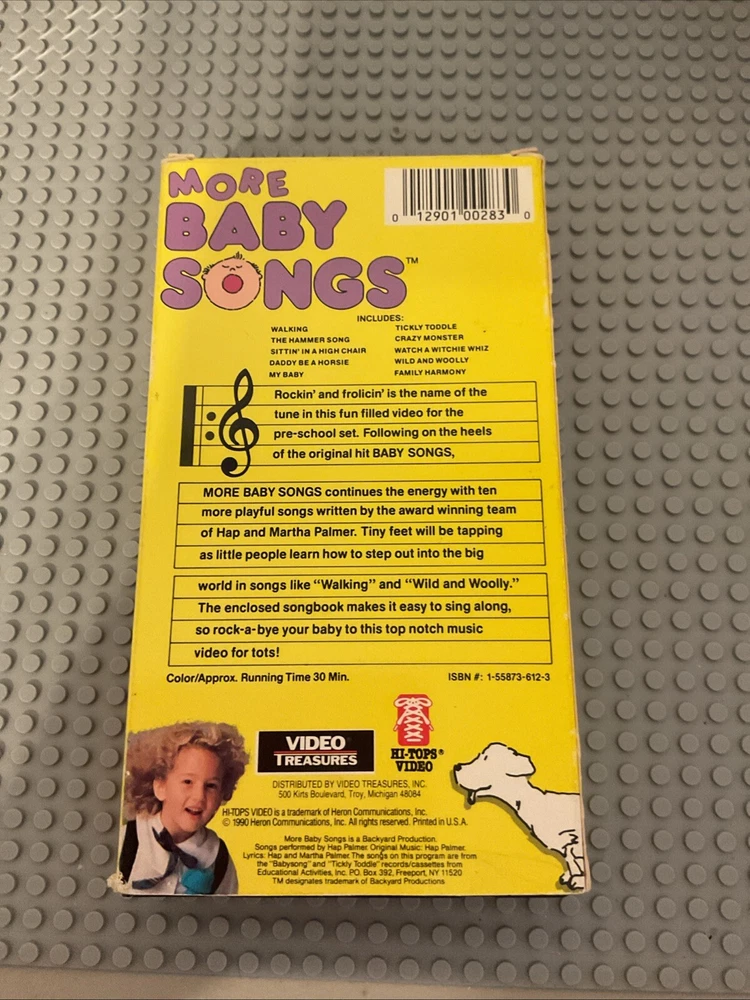 MORE
BABY
SONGS™
0 12901 00283 0
INCLUDES:
WALKING
THE HAMMER SONG
SITTIN' IN A HIGH CHAIR
DADDY BE A HORSIE
MY BABY
TICKLY TODDLE
CRAZY MONSTER
WATCH A WITCHIE WHIZ
WILD AND WOOLLY
FAMILY HARMONY
Rockin' and frolicin' is the name of the
tune in this fun filled video for the
pre-school set. Following on the heels
of the original hit BABY SONGS,
MORE BABY SONGS continues the energy with ten
more playful songs written by the award winning team
of Hap and Martha Palmer. Tiny feet will be tapping
as little people learn how to step out into the big
world in songs like "Walking" and "Wild and Woolly."
The enclosed songbook makes it easy to sing along,
so rock-a-bye your baby to this top notch music
video for tots!
Color/Approx. Running Time 30 Min.
ISBN #: 1-55873-612-3
VIDEO
TREASURES
HI-TOPS®
VIDEO
DISTRIBUTED BY VIDEO TREASURES, INC.
500 Kirts Boulevard, Troy, Michigan 48084
HI-TOPS VIDEO is a trademark of Heron Communications, Inc.
© 1990 Heron Communications, Inc. All rights reserved. Printed in U.S.A.
More Baby Songs is a Backyard Production.
Songs performed by Hap Palmer. Original Music: Hap Palmer.
Lyrics: Hap and Martha Palmer. The songs on this program are from
the "Babysong" and "Tickly Toddle" records/cassettes from
Educational Activities, Inc. P.O. Box 392, Freeport, NY 11520
TM designates trademark of Backyard Productions